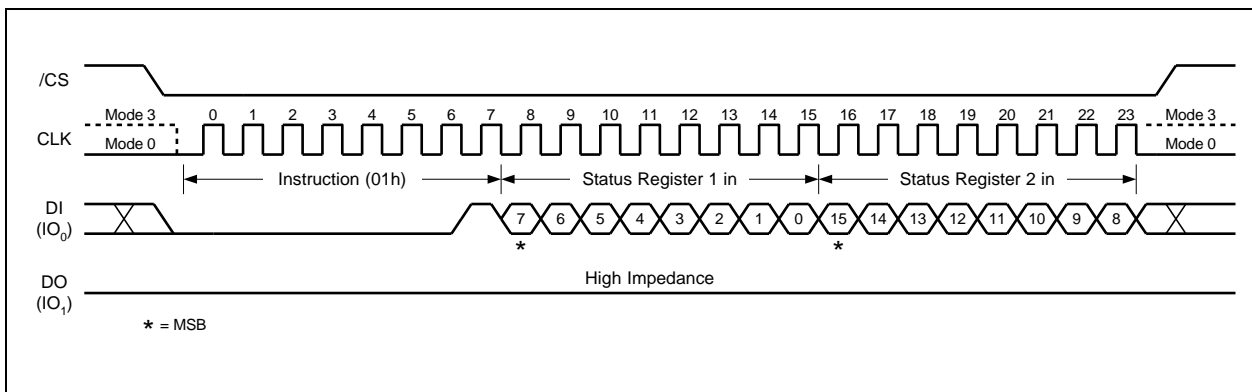 /CS
Mode 3 0 1 2 3 4 5 6 7 8 9 10 11 12 13 14 15 16 17 18 19 20 21 22 23 Mode 3
CLK
Mode 0 Mode 0
Instruction (01h) Status Register 1 in Status Register 2 in
DI
(IO0)
7 6 5 4 3 2 1 0 15 14 13 12 11 10 9 8
* *
High Impedance
DO
(IO1)
* = MSB